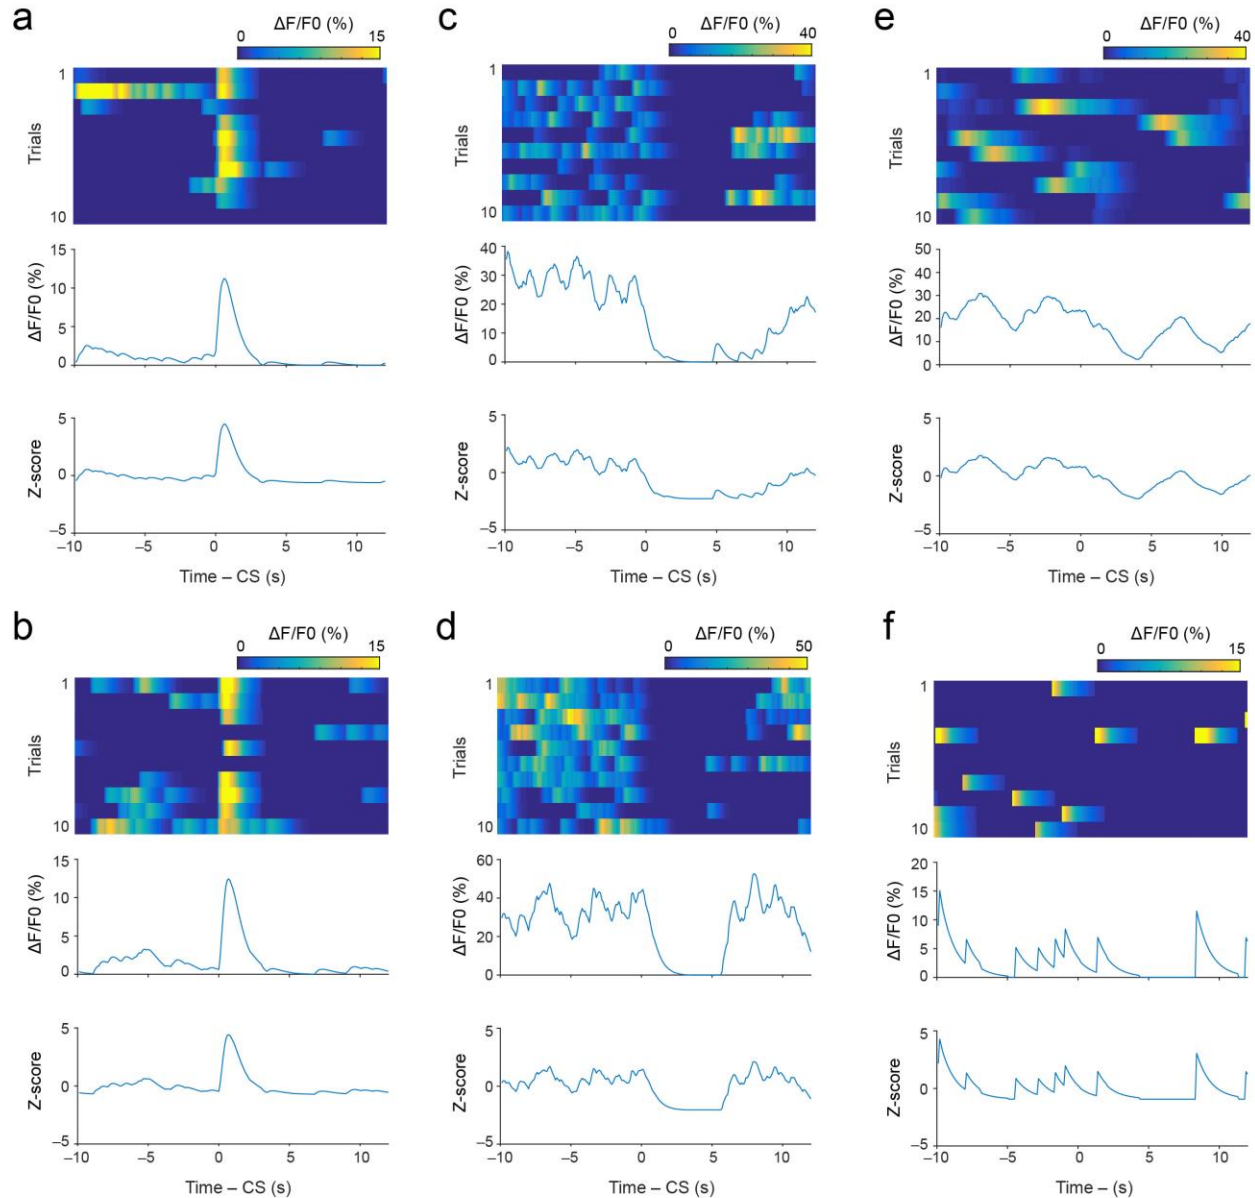 a
ΔF/F0 (%)
0 15
1
Trials
10
15
10
5
0
ΔF/F0 (%)
5
0
–5
Z-score
–10 –5 0 5 10
Time – CS (s)
c
ΔF/F0 (%)
0 40
1
Trials
10
40
30
20
10
0
ΔF/F0 (%)
5
0
–5
Z-score
–10 –5 0 5 10
Time – CS (s)
e
ΔF/F0 (%)
0 40
1
Trials
10
50
40
30
20
10
0
ΔF/F0 (%)
5
0
–5
Z-score
–10 –5 0 5 10
Time – CS (s)
b
ΔF/F0 (%)
0 15
1
Trials
10
15
10
5
0
ΔF/F0 (%)
5
0
–5
Z-score
–10 –5 0 5 10
Time – CS (s)
d
ΔF/F0 (%)
0 50
1
Trials
10
60
40
20
0
ΔF/F0 (%)
5
0
–5
Z-score
–10 –5 0 5 10
Time – CS (s)
f
ΔF/F0 (%)
0 15
1
Trials
10
20
15
10
5
0
ΔF/F0 (%)
5
0
–5
Z-score
–10 –5 0 5 10
Time – (s)